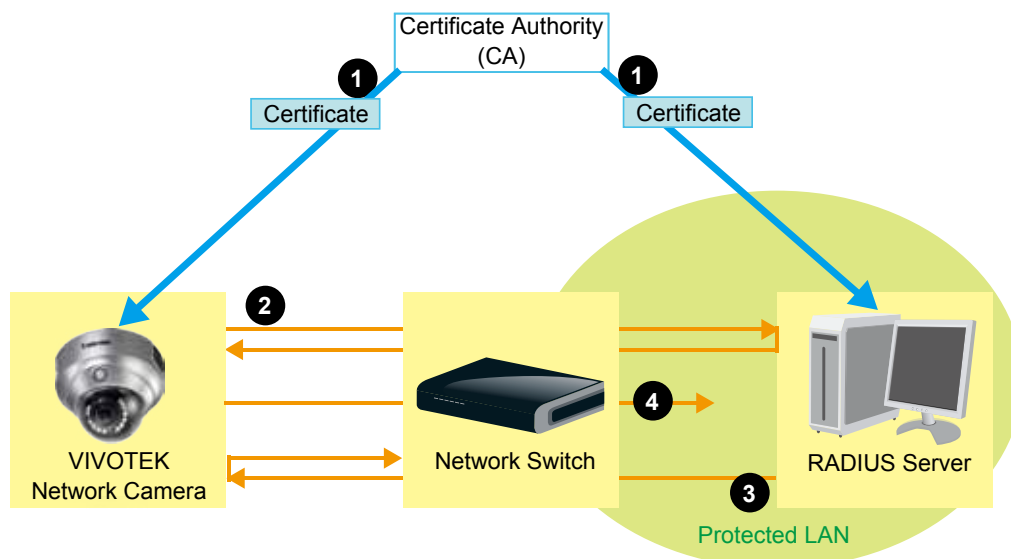 Certificate Authority
(CA)
1
1
Certificate
Certificate
2
4
VIVOTEK
Network Camera
Network Switch
RADIUS Server
3
Protected LAN